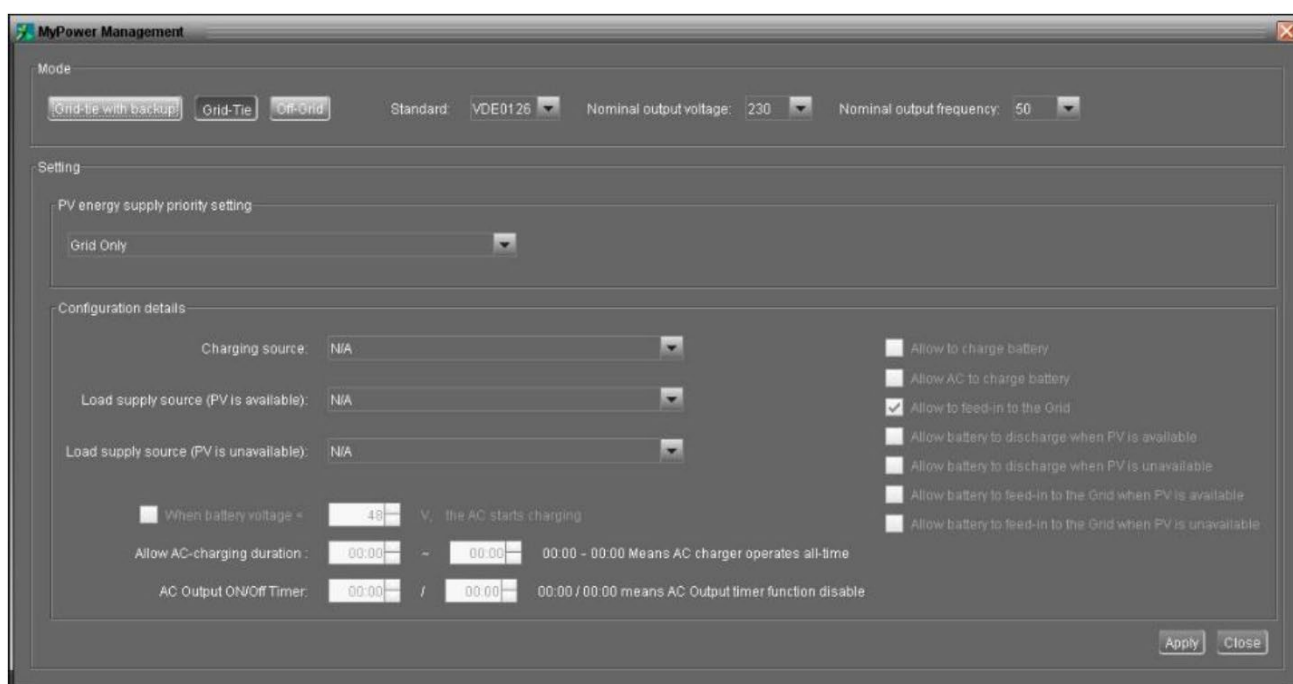 MyPower Management
Mode
Grid-tie with backup Grid-Tie Off-Grid Standard: VDE0126 Nominal output voltage: 230 Nominal output frequency: 50
Setting
PV energy supply priority setting
Grid Only
Configuration details
Charging source: N/A
Load supply source (PV is available): N/A
Load supply source (PV is unavailable): N/A
When battery voltage < 48 V, the AC starts charging
Allow AC-charging duration : 00:00 ~ 00:00 00:00 - 00:00 Means AC charger operates all-time
AC Output ON/Off Timer: 00:00 / 00:00 00:00 / 00:00 means AC Output timer function disable
Allow to charge battery
Allow AC to charge battery
Allow to feed-in to the Grid
Allow battery to discharge when PV is available
Allow battery to discharge when PV is unavailable
Allow battery to feed-in to the Grid when PV is available
Allow battery to feed-in to the Grid when PV is unavailable
Apply Close